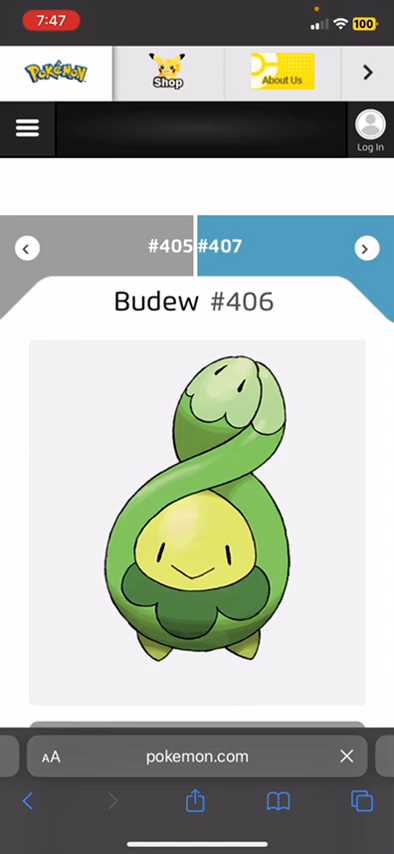 7:47
100
POKéMON
Shop
About Us
Log In
#405 #407
Budew #406
AA
pokemon.com